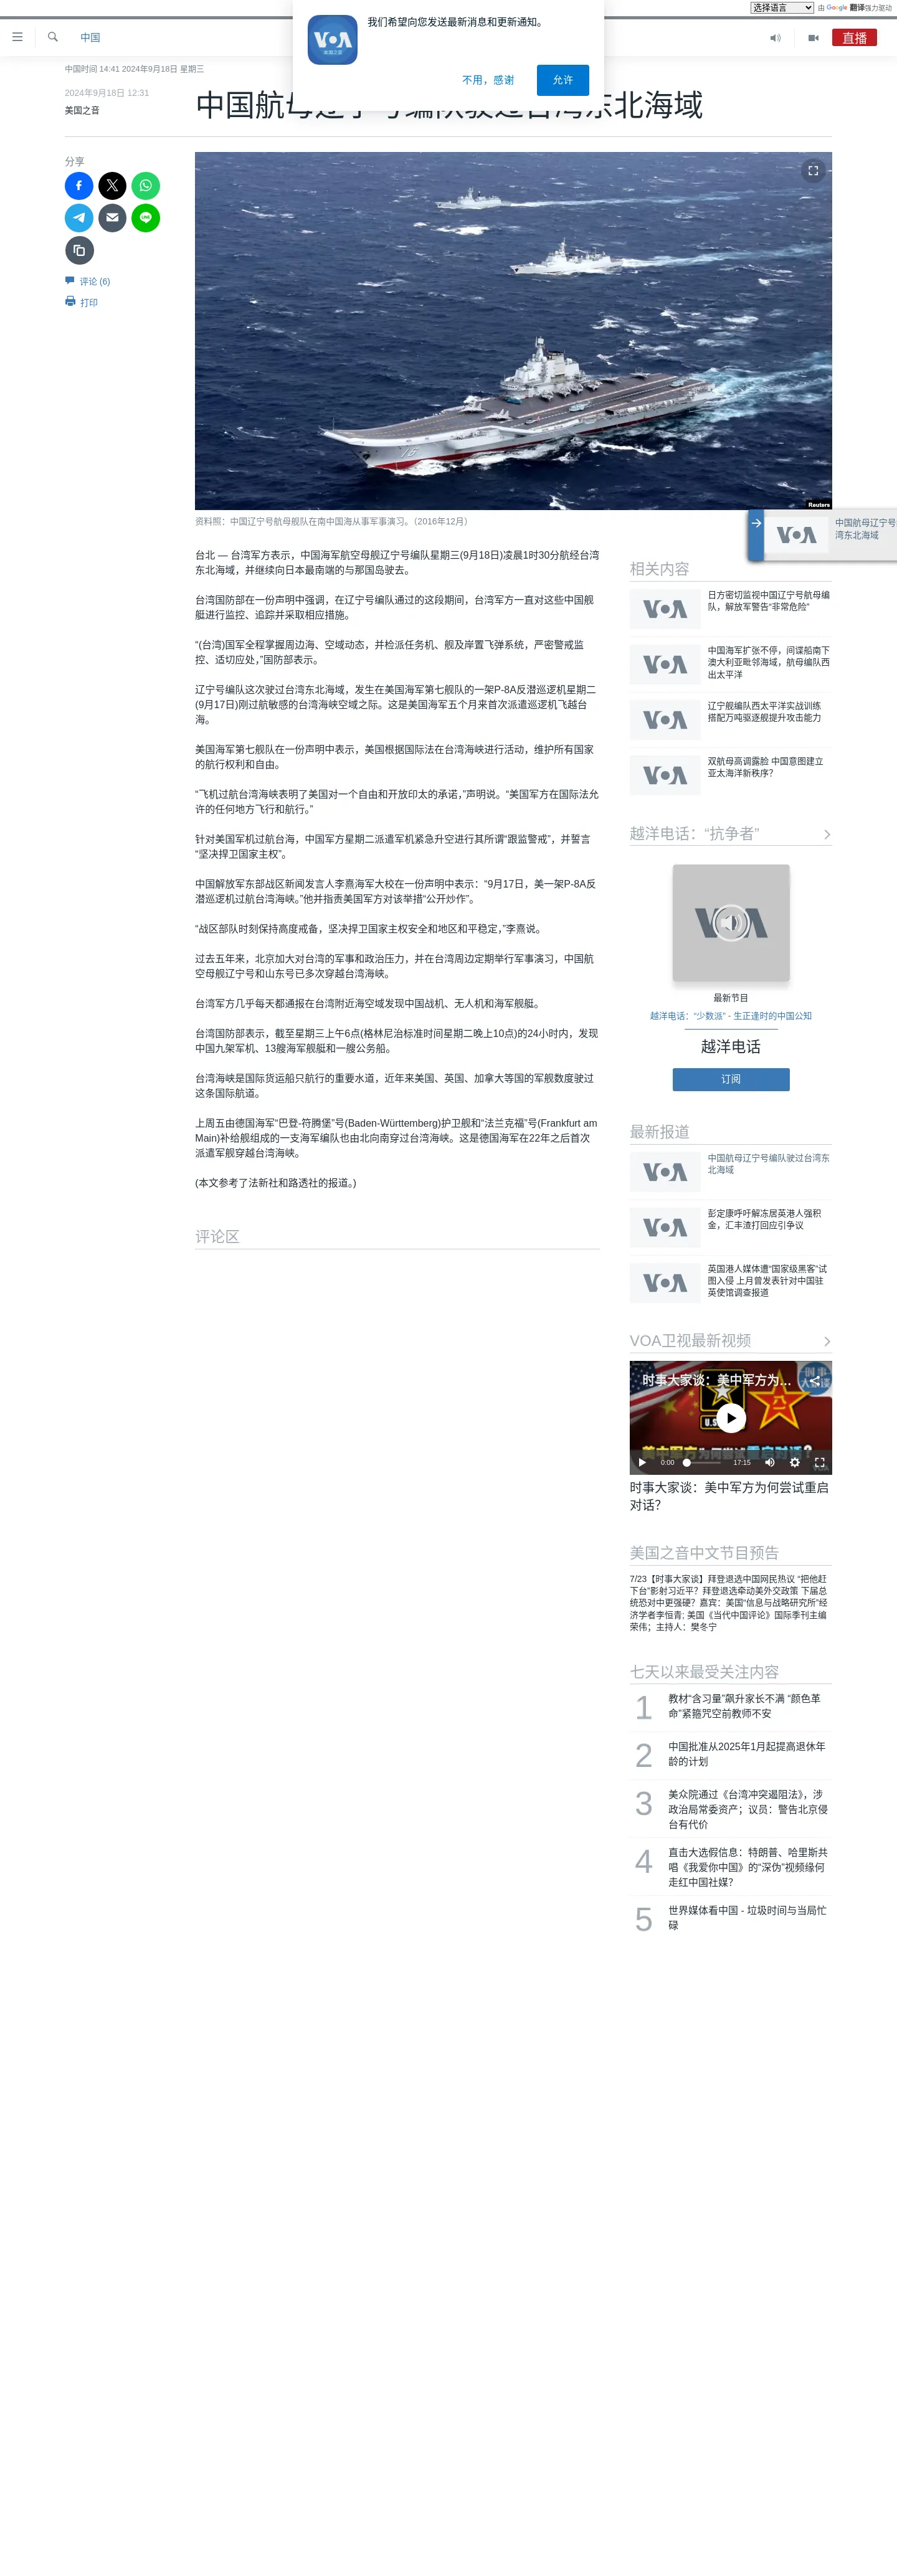 选择语言 由 Google 翻译强力驱动
我们希望向您发送最新消息和更新通知。
VOA
美国之音
不用，感谢 允许
中国
直播
中国时间 14:41 2024年9月18日 星期三
2024年9月18日 12:31
美国之音
中国航母辽宁号编队驶过台湾东北海域
分享
评论 (6)
打印
16
Reuters
资料照：中国辽宁号航母舰队在南中国海从事军事演习。（2016年12月）
台北 — 台湾军方表示，中国海军航空母舰辽宁号编队星期三(9月18日)凌晨1时30分航经台湾
东北海域，并继续向日本最南端的与那国岛驶去。
台湾国防部在一份声明中强调，在辽宁号编队通过的这段期间，台湾军方一直对这些中国舰
艇进行监控、追踪并采取相应措施。
“(台湾)国军全程掌握周边海、空域动态，并检派任务机、舰及岸置飞弹系统，严密警戒监
控、适切应处，”国防部表示。
辽宁号编队这次驶过台湾东北海域，发生在美国海军第七舰队的一架P-8A反潜巡逻机星期二
(9月17日)刚过航敏感的台湾海峡空域之际。这是美国海军五个月来首次派遣巡逻机飞越台
海。
美国海军第七舰队在一份声明中表示，美国根据国际法在台湾海峡进行活动，维护所有国家
的航行权利和自由。
“飞机过航台湾海峡表明了美国对一个自由和开放印太的承诺，”声明说。“美国军方在国际法允
许的任何地方飞行和航行。”
针对美国军机过航台海，中国军方星期二派遣军机紧急升空进行其所谓“跟监警戒”，并誓言
“坚决捍卫国家主权”。
中国解放军东部战区新闻发言人李熹海军大校在一份声明中表示：“9月17日，美一架P-8A反
潜巡逻机过航台湾海峡。”他并指责美国军方对该举措“公开炒作”。
“战区部队时刻保持高度戒备，坚决捍卫国家主权安全和地区和平稳定，”李熹说。
过去五年来，北京加大对台湾的军事和政治压力，并在台湾周边定期举行军事演习，中国航
空母舰辽宁号和山东号已多次穿越台湾海峡。
台湾军方几乎每天都通报在台湾附近海空域发现中国战机、无人机和海军舰艇。
台湾国防部表示，截至星期三上午6点(格林尼治标准时间星期二晚上10点)的24小时内，发现
中国九架军机、13艘海军舰艇和一艘公务船。
台湾海峡是国际货运船只航行的重要水道，近年来美国、英国、加拿大等国的军舰数度驶过
这条国际航道。
上周五由德国海军“巴登-符腾堡”号(Baden-Württemberg)护卫舰和“法兰克福”号(Frankfurt am
Main)补给舰组成的一支海军编队也由北向南穿过台湾海峡。这是德国海军在22年之后首次
派遣军舰穿越台湾海峡。
(本文参考了法新社和路透社的报道。)
评论区
VOA
中国航母辽宁号
湾东北海域
相关内容
VOA
日方密切监视中国辽宁号航母编
队，解放军警告“非常危险”
VOA
中国海军扩张不停，间谍船南下
澳大利亚毗邻海域，航母编队西
出太平洋
VOA
辽宁舰编队西太平洋实战训练
搭配万吨驱逐舰提升攻击能力
VOA
双航母高调露脸 中国意图建立
亚太海洋新秩序？
越洋电话：“抗争者”
VOA
最新节目
越洋电话：“少数派” - 生正逢时的中国公知
越洋电话
订阅
最新报道
VOA
中国航母辽宁号编队驶过台湾东
北海域
VOA
彭定康呼吁解冻居英港人强积
金，汇丰渣打回应引争议
VOA
英国港人媒体遭“国家级黑客”试
图入侵 上月曾发表针对中国驻
英使馆调查报道
VOA卫视最新视频
时事大家谈：美中军方为...
时事大家谈
U.S.
八一
美中军方为何尝试重启对话？
0:00 17:15
时事大家谈：美中军方为何尝试重启
对话？
美国之音中文节目预告
7/23【时事大家谈】拜登退选中国网民热议 “把他赶
下台”影射习近平？拜登退选牵动美外交政策 下届总
统恐对中更强硬？嘉宾：美国“信息与战略研究所”经
济学者李恒青; 美国《当代中国评论》国际季刊主编
荣伟；主持人：樊冬宁
七天以来最受关注内容
1 教材“含习量”飙升家长不满 “颜色革
命”紧箍咒空前教师不安
2 中国批准从2025年1月起提高退休年
龄的计划
3 美众院通过《台湾冲突遏阻法》，涉
政治局常委资产；议员：警告北京侵
台有代价
4 直击大选假信息：特朗普、哈里斯共
唱《我爱你中国》的“深伪”视频缘何
走红中国社媒？
5 世界媒体看中国 - 垃圾时间与当局忙
碌